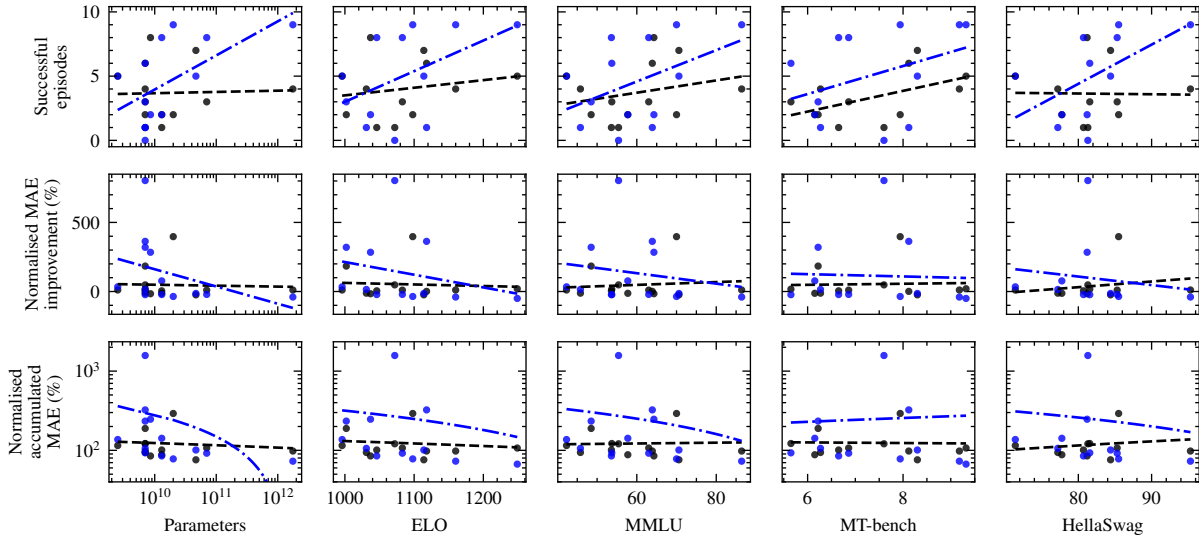 Successful
episodes
10
5
0
Normalised MAE
improvement (%)
500
0
Normalised
accumulated
MAE (%)
10³
10²
10¹⁰ 10¹¹ 10¹² 1000 1100 1200 60 80 6 8 80 90
Parameters ELO MMLU MT-bench HellaSwag